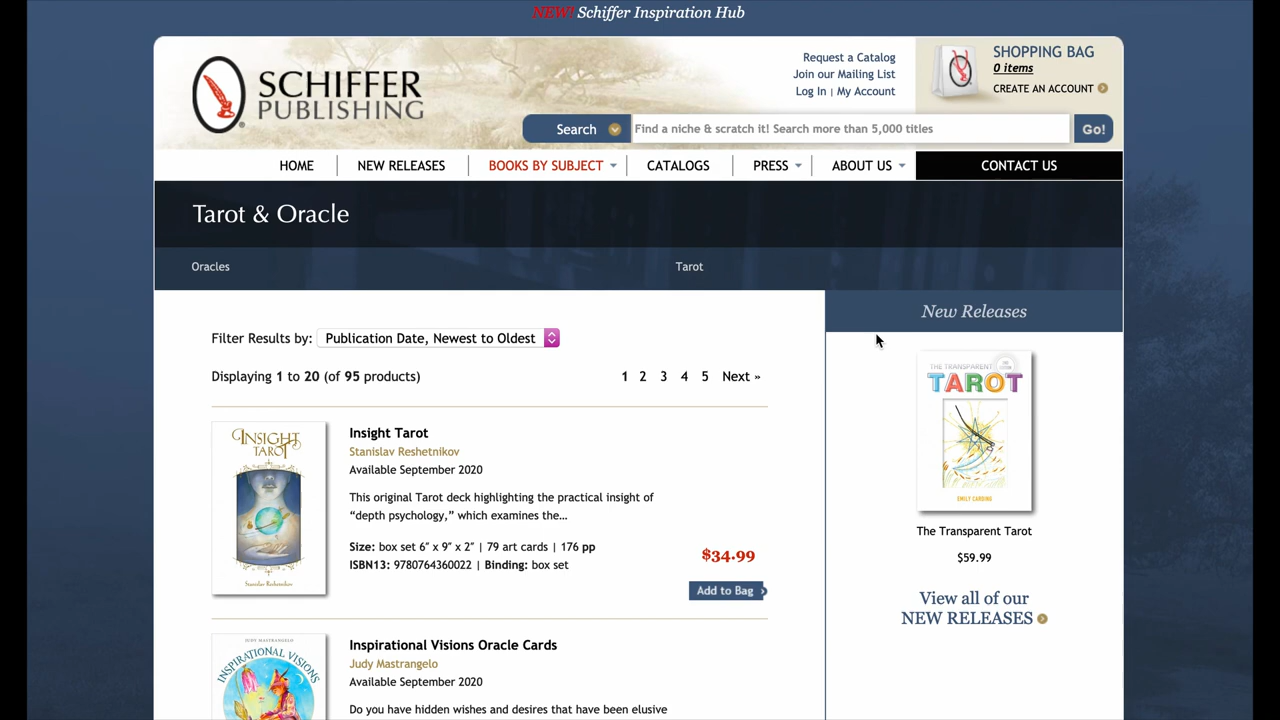 NEW! Schiffer Inspiration Hub
SCHIFFER
PUBLISHING
Request a Catalog
Join our Mailing List
Log In | My Account
SHOPPING BAG
0 items
CREATE AN ACCOUNT
Search
Find a niche & scratch it! Search more than 5,000 titles
Go!
HOME
NEW RELEASES
BOOKS BY SUBJECT
CATALOGS
PRESS
ABOUT US
CONTACT US
Tarot & Oracle
Oracles
Tarot
Filter Results by: Publication Date, Newest to Oldest
Displaying 1 to 20 (of 95 products)
1 2 3 4 5 Next »
INSIGHT
TAROT
Stanislav Reshetnikov
Insight Tarot
Stanislav Reshetnikov
Available September 2020
This original Tarot deck highlighting the practical insight of
“depth psychology,” which examines the...
Size: box set 6″ x 9″ x 2″ | 79 art cards | 176 pp
ISBN13: 9780764360022 | Binding: box set
$34.99
Add to Bag
JUDY MASTRANGELO
INSPIRATIONAL VISIONS
Inspirational Visions Oracle Cards
Judy Mastrangelo
Available September 2020
Do you have hidden wishes and desires that have been elusive
New Releases
THE TRANSPARENT
TAROT
EMILY CARDING
The Transparent Tarot
$59.99
View all of our
NEW RELEASES